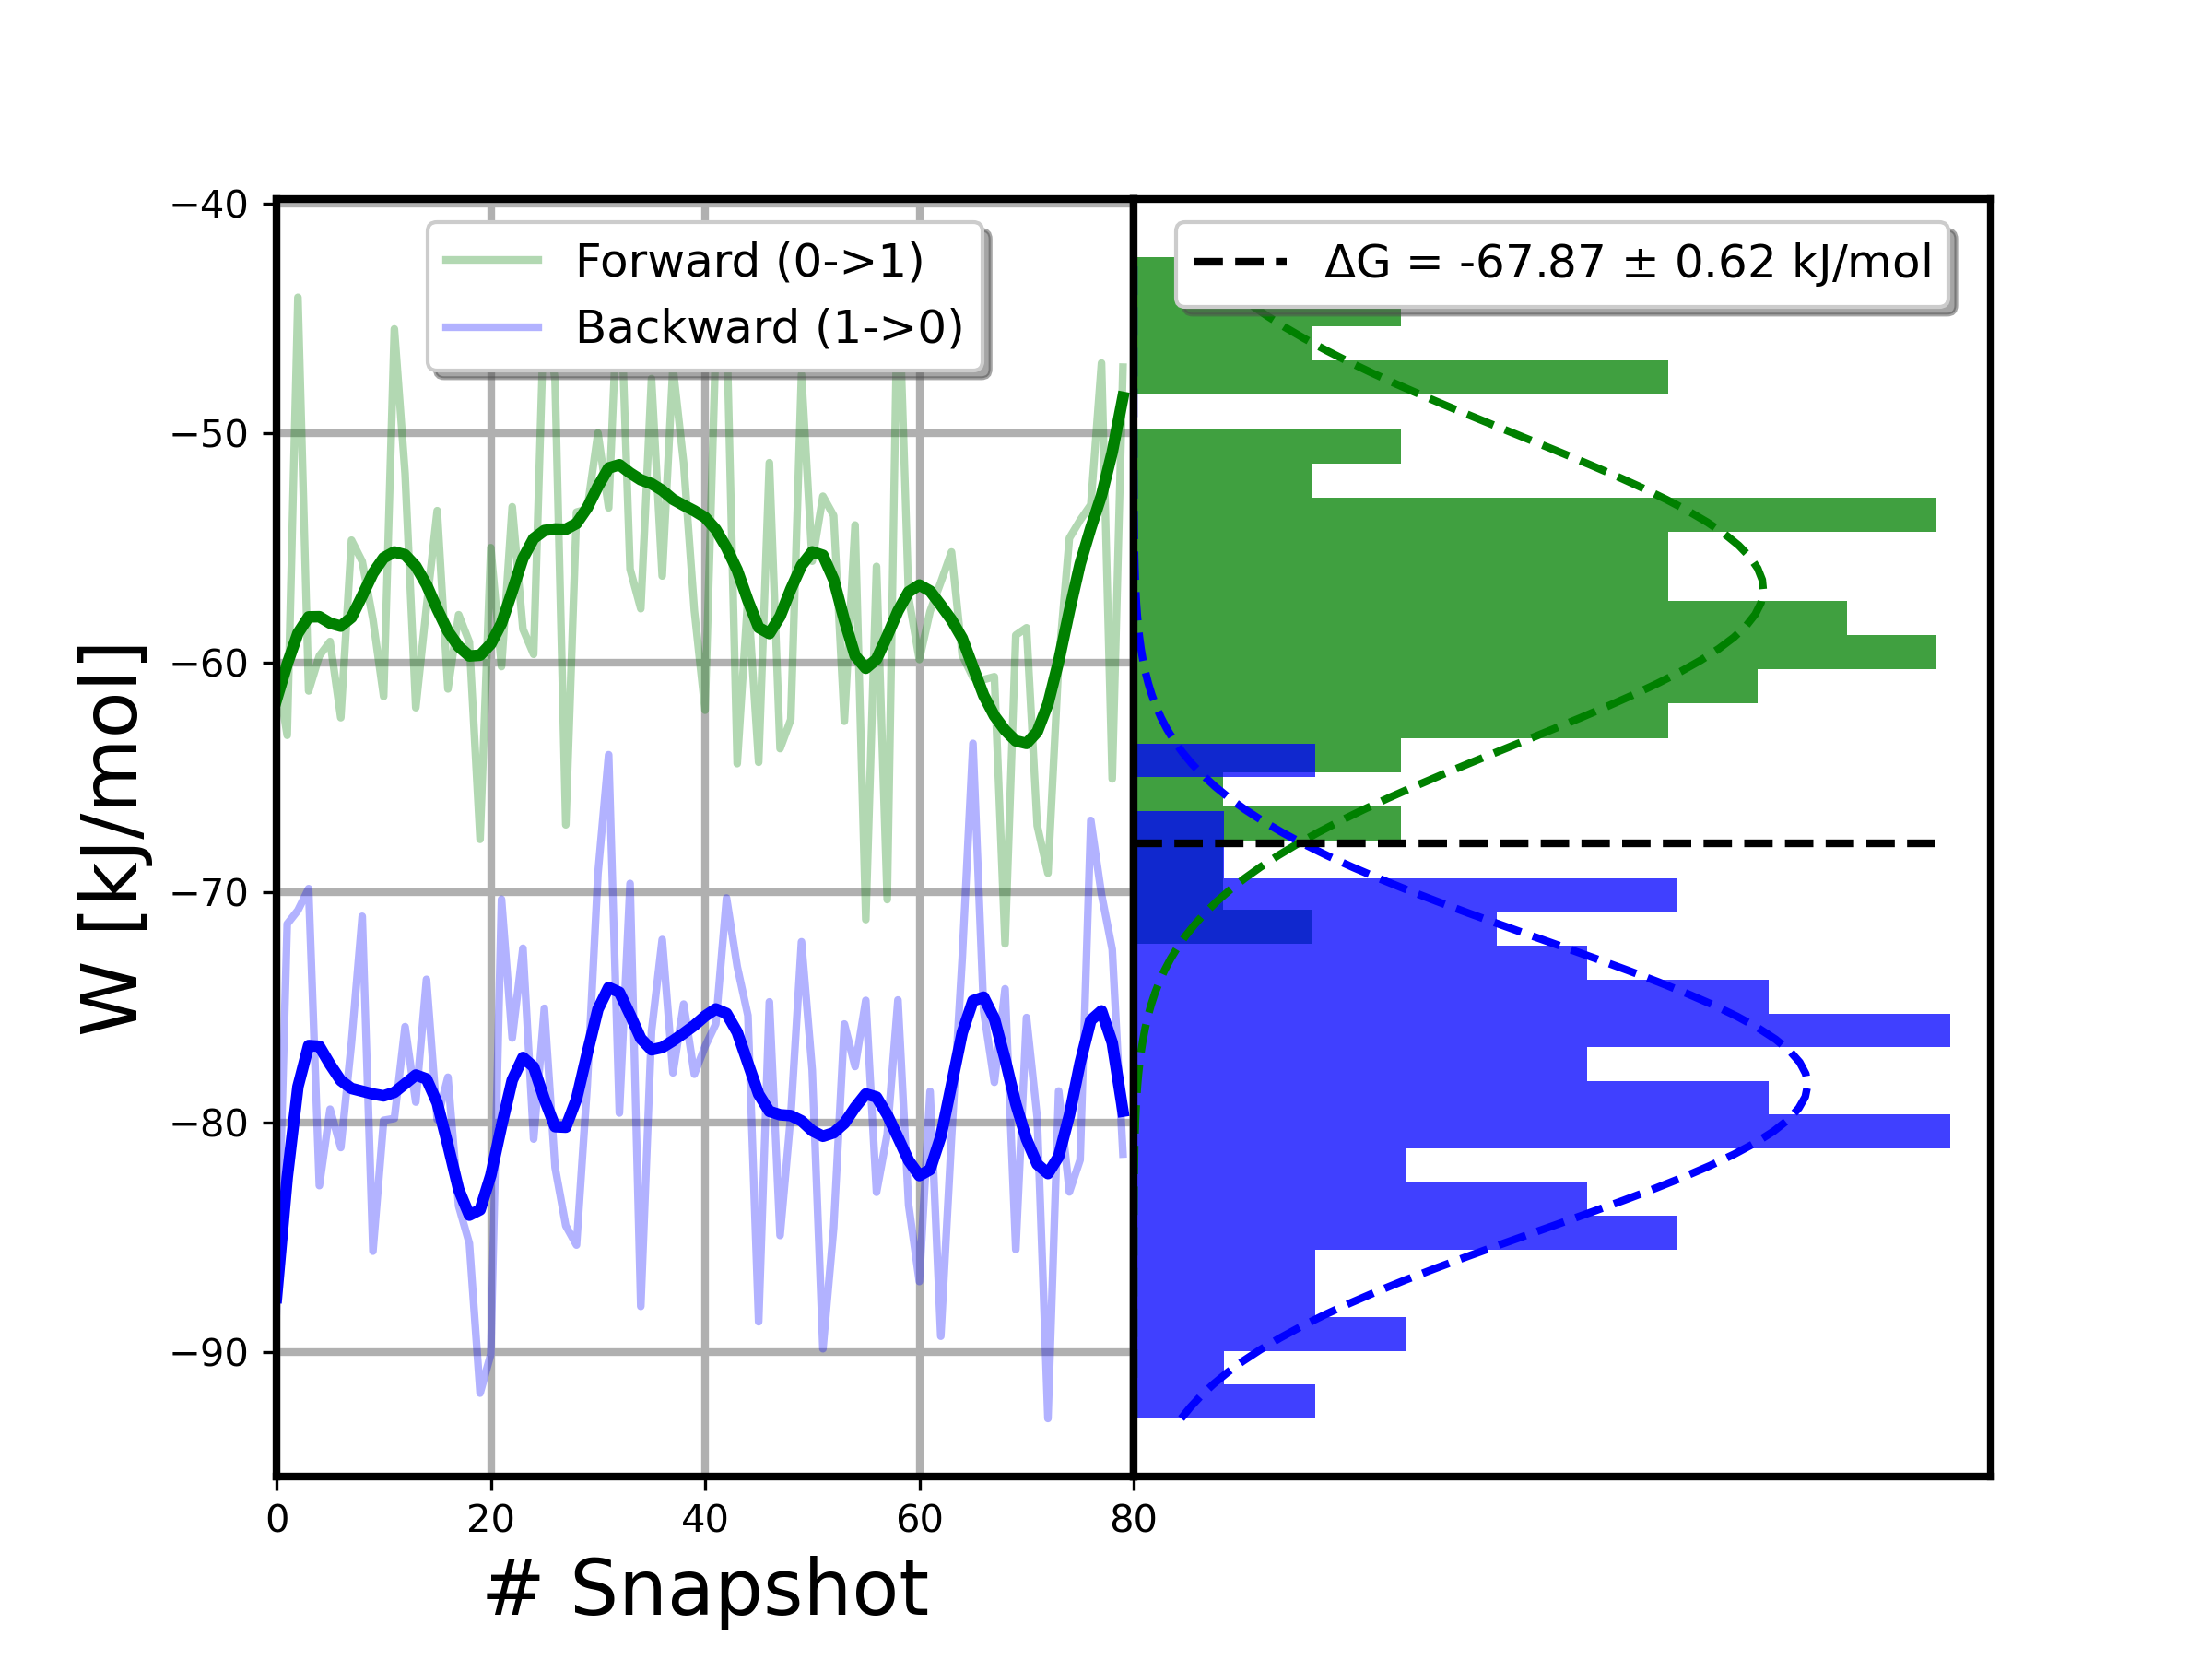 Forward (0->1)
Backward (1->0)
ΔG = -67.87 ± 0.62 kJ/mol
W [kJ/mol]
−40
−50
−60
−70
−80
−90
0 20 40 60 80
# Snapshot